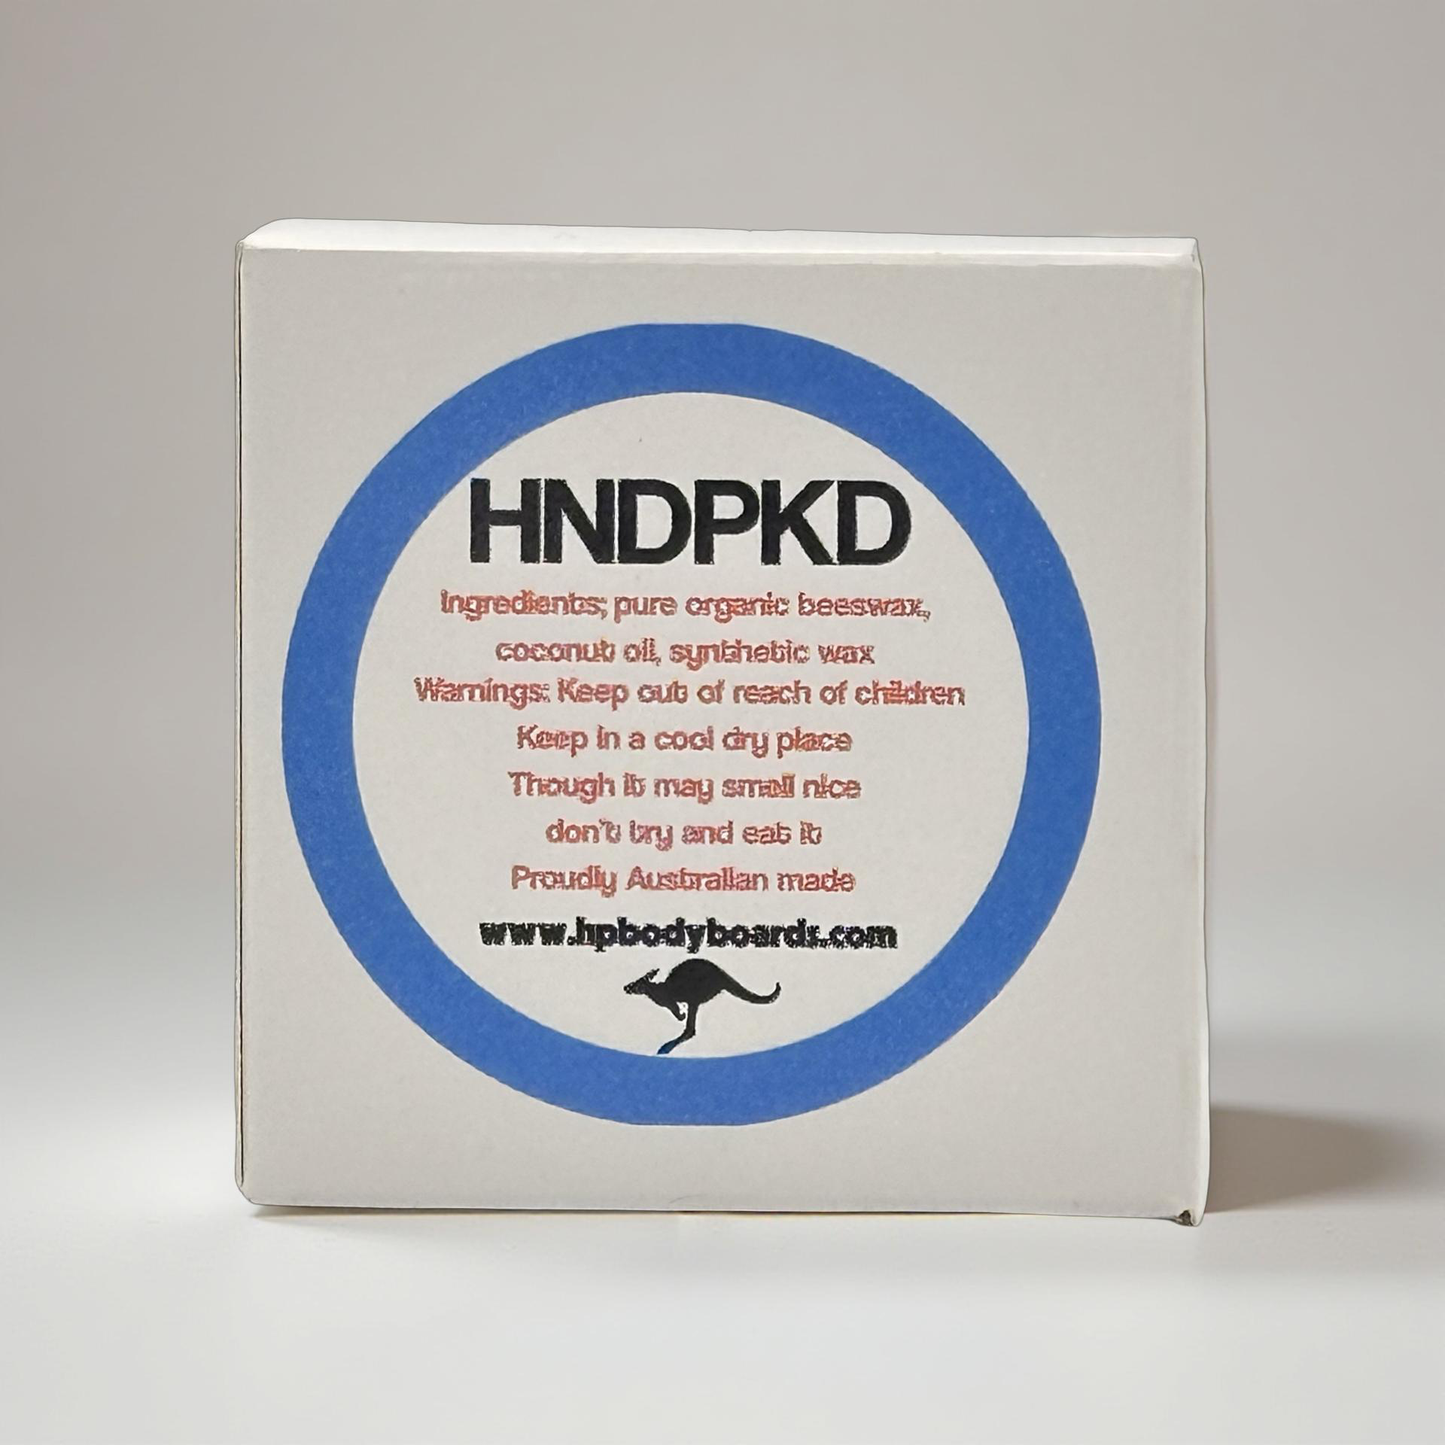 HNDPKD
Ingredients; pure organic beeswax,
coconut oil, synthetic wax
Warnings: Keep out of reach of children
Keep in a cool dry place
Though it may smell nice
don't try and eat it
Proudly Australian made
www.hpbodyboards.com